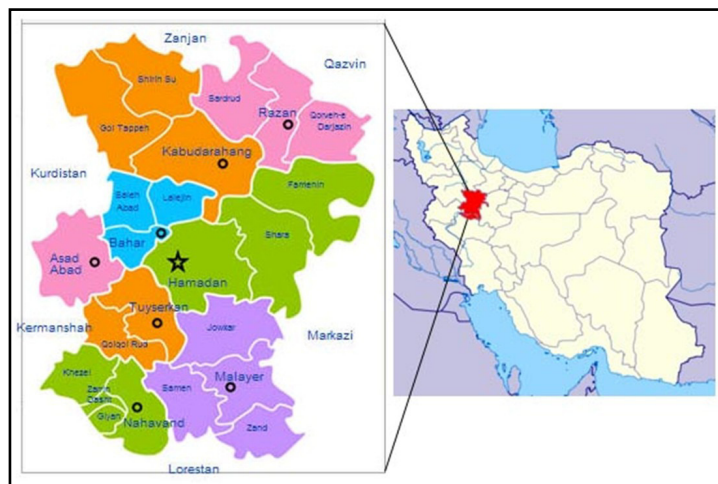 Zanjan
Qazvin
Shirin Su
Sardrud
Razan
Qorveh-e
Darjazin
Gol Tappeh
Kabudarahang
Kurdistan
Famenin
Saleh
Abad
Lalejin
Bahar
Shara
Asad
Abad
Hamadan
Tuyserkan
Kermanshah
Jowkar
Markazi
Qolqol Rud
Khezel
Zarrin
Dasht
Samen
Malayer
Giyan
Nahavand
Zand
Lorestan